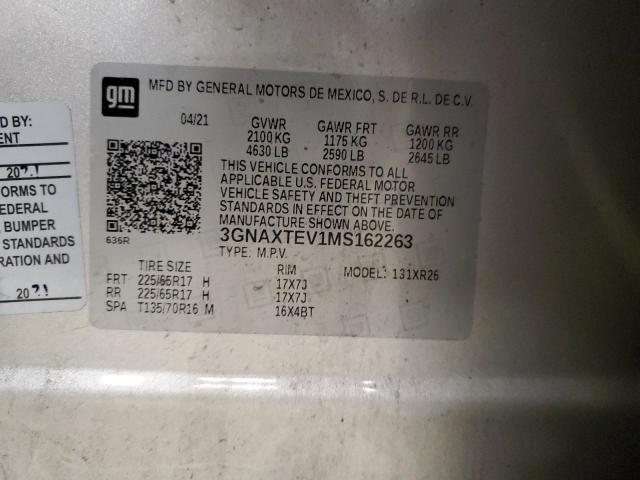 gm
MFD BY GENERAL MOTORS DE MEXICO, S. DE R.L. DE C.V.
04/21 GVWR GAWR FRT GAWR RR
2100 KG 1175 KG 1200 KG
4630 LB 2590 LB 2645 LB
THIS VEHICLE CONFORMS TO ALL
APPLICABLE U.S. FEDERAL MOTOR
VEHICLE SAFETY AND THEFT PREVENTION
STANDARDS IN EFFECT ON THE DATE OF
MANUFACTURE SHOWN ABOVE.
636R 3GNAXTEV1MS162263
TYPE: M.P.V. MODEL: 131XR26
TIRE SIZE RIM
FRT 225/65R17 H 17X7J
RR 225/65R17 H 17X7J
SPA T135/70R16 M 16X4BT
D BY:
ENT
2021
FORMS TO
FEDERAL
BUMPER
STANDARDS
RATION AND
2021